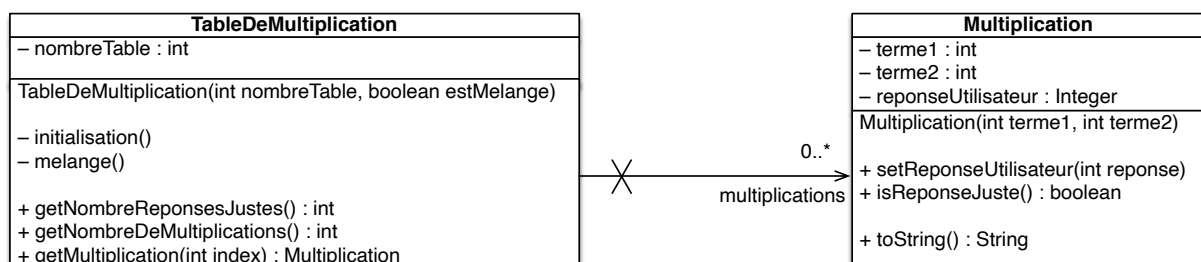 TableDeMultiplication
– nombreTable : int
TableDeMultiplication(int nombreTable, boolean estMelange)
– initialisation()
– melange()
+ getNombreReponsesJustes() : int
+ getNombreDeMultiplications() : int
+ getMultiplication(int index) : Multiplication
0..*
multiplications
Multiplication
– terme1 : int
– terme2 : int
– reponseUtilisateur : Integer
Multiplication(int terme1, int terme2)
+ setReponseUtilisateur(int reponse)
+ isReponseJuste() : boolean
+ toString() : String